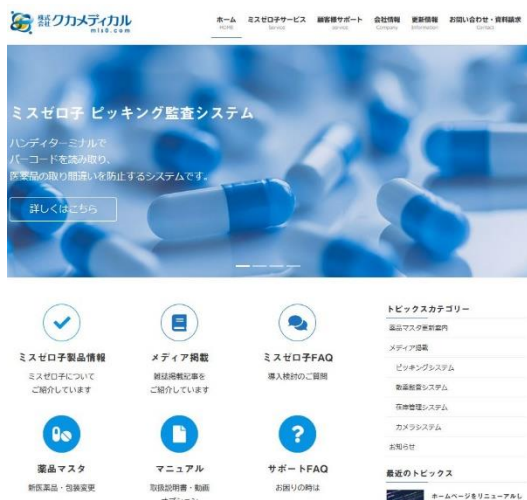 株式会社 クカメディカル
mis0.com
ホーム ミスゼロ子サービス 顧客様サポート 会社情報 更新情報 お問い合わせ・資料請求
HOME Service service Company Information Contact
ミスゼロ子 ピッキング監査システム
ハンディターミナルで
バーコードを読み取り、
医薬品の取り間違いを防止するシステムです。
詳しくはこちら
ミスゼロ子製品情報
ミスゼロ子について
ご紹介しています
メディア掲載
雑誌掲載記事を
ご紹介しています
ミスゼロ子FAQ
導入検討のご質問
薬品マスタ
新医薬品・包装変更
マニュアル
取扱説明書・動画
オプション
サポートFAQ
お困りの時は
トピックスカテゴリー
薬品マスタ更新案内
メディア掲載
ピッキングシステム
散薬監査システム
在庫管理システム
カメラシステム
お知らせ
最近のトピックス
ホームページをリニューアルし